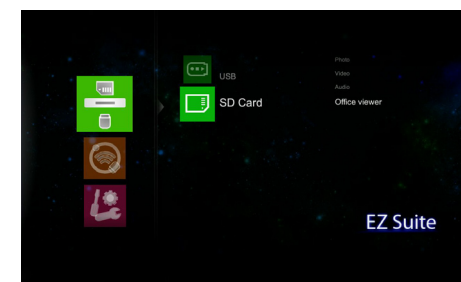 USB
SD Card
Photo
Video
Audio
Office viewer
EZ Suite